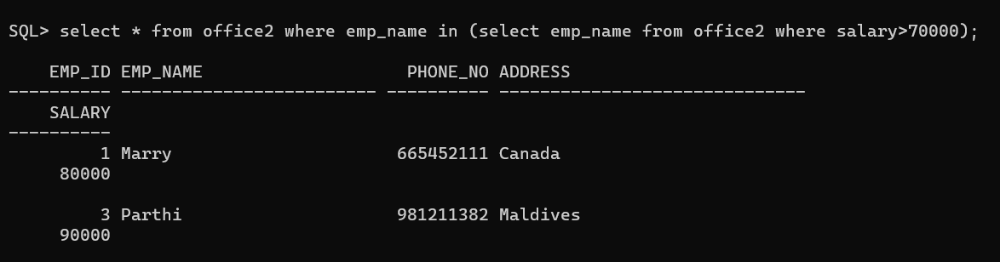 SQL> select * from office2 where emp_name in (select emp_name from office2 where salary>70000);
    EMP_ID EMP_NAME                    PHONE_NO ADDRESS
---------- ------------------------- ---------- ------------------------------
    SALARY
----------
         1 Marry                      665452111 Canada
     80000
         3 Parthi                     981211382 Maldives
     90000